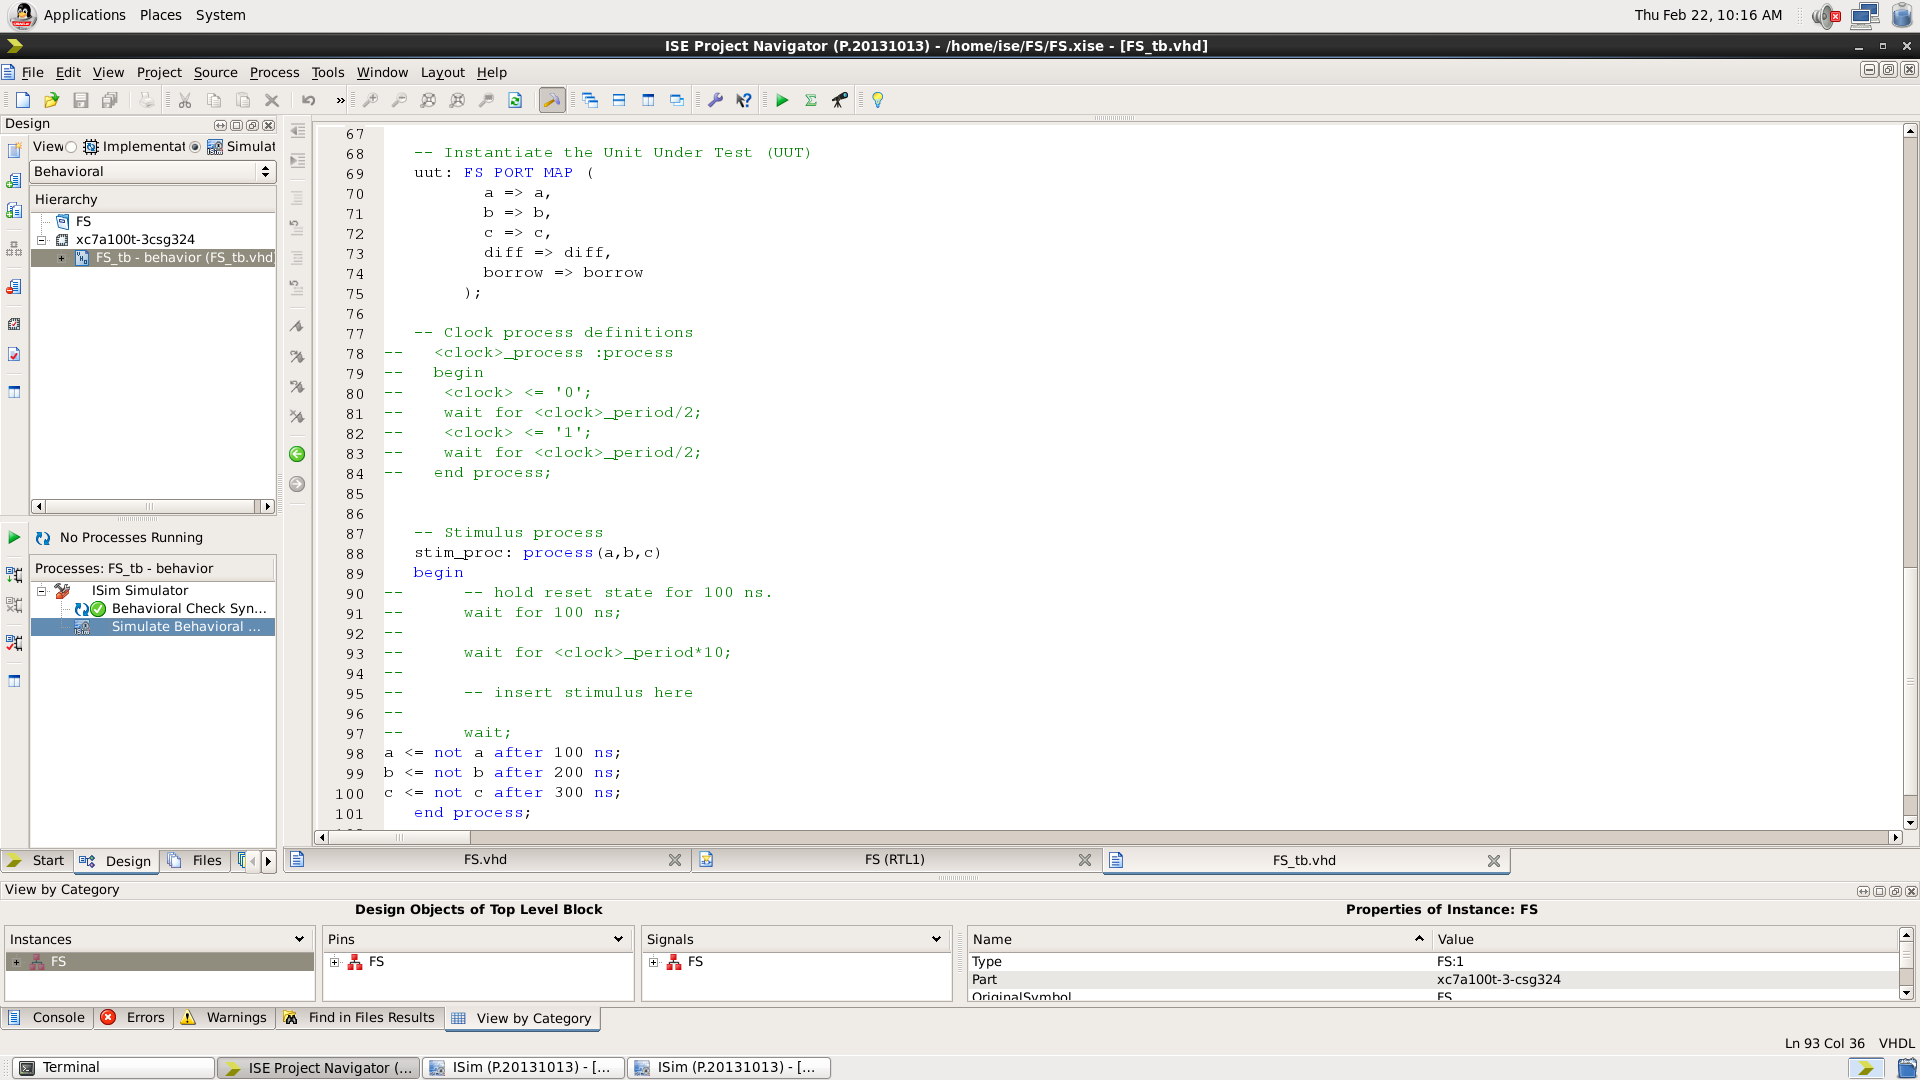 Applications Places System
Thu Feb 22, 10:16 AM
ISE Project Navigator (P.20131013) - /home/ise/FS/FS.xise - [FS_tb.vhd]
File Edit View Project Source Process Tools Window Layout Help
Design
View Implementat Simulat
Behavioral
Hierarchy
FS
xc7a100t-3csg324
FS_tb - behavior (FS_tb.vhd
No Processes Running
Processes: FS_tb - behavior
ISim Simulator
Behavioral Check Syn...
Simulate Behavioral ...
Start Design Files
67
68 -- Instantiate the Unit Under Test (UUT)
69 uut: FS PORT MAP (
70 a => a,
71 b => b,
72 c => c,
73 diff => diff,
74 borrow => borrow
75 );
76
77 -- Clock process definitions
78 -- <clock>_process :process
79 -- begin
80 -- <clock> <= '0';
81 -- wait for <clock>_period/2;
82 -- <clock> <= '1';
83 -- wait for <clock>_period/2;
84 -- end process;
85
86
87 -- Stimulus process
88 stim_proc: process(a,b,c)
89 begin
90 -- -- hold reset state for 100 ns.
91 -- wait for 100 ns;
92 --
93 -- wait for <clock>_period*10;
94 --
95 -- -- insert stimulus here
96 --
97 -- wait;
98 a <= not a after 100 ns;
99 b <= not b after 200 ns;
100 c <= not c after 300 ns;
101 end process;
FS.vhd FS (RTL1) FS_tb.vhd
View by Category
Design Objects of Top Level Block
Properties of Instance: FS
Instances Pins Signals Name Value
FS FS FS Type FS:1
Part xc7a100t-3-csg324
OriginalSymbol FS
Console Errors Warnings Find in Files Results View by Category
Ln 93 Col 36 VHDL
Terminal ISE Project Navigator (... ISim (P.20131013) - [... ISim (P.20131013) - [...